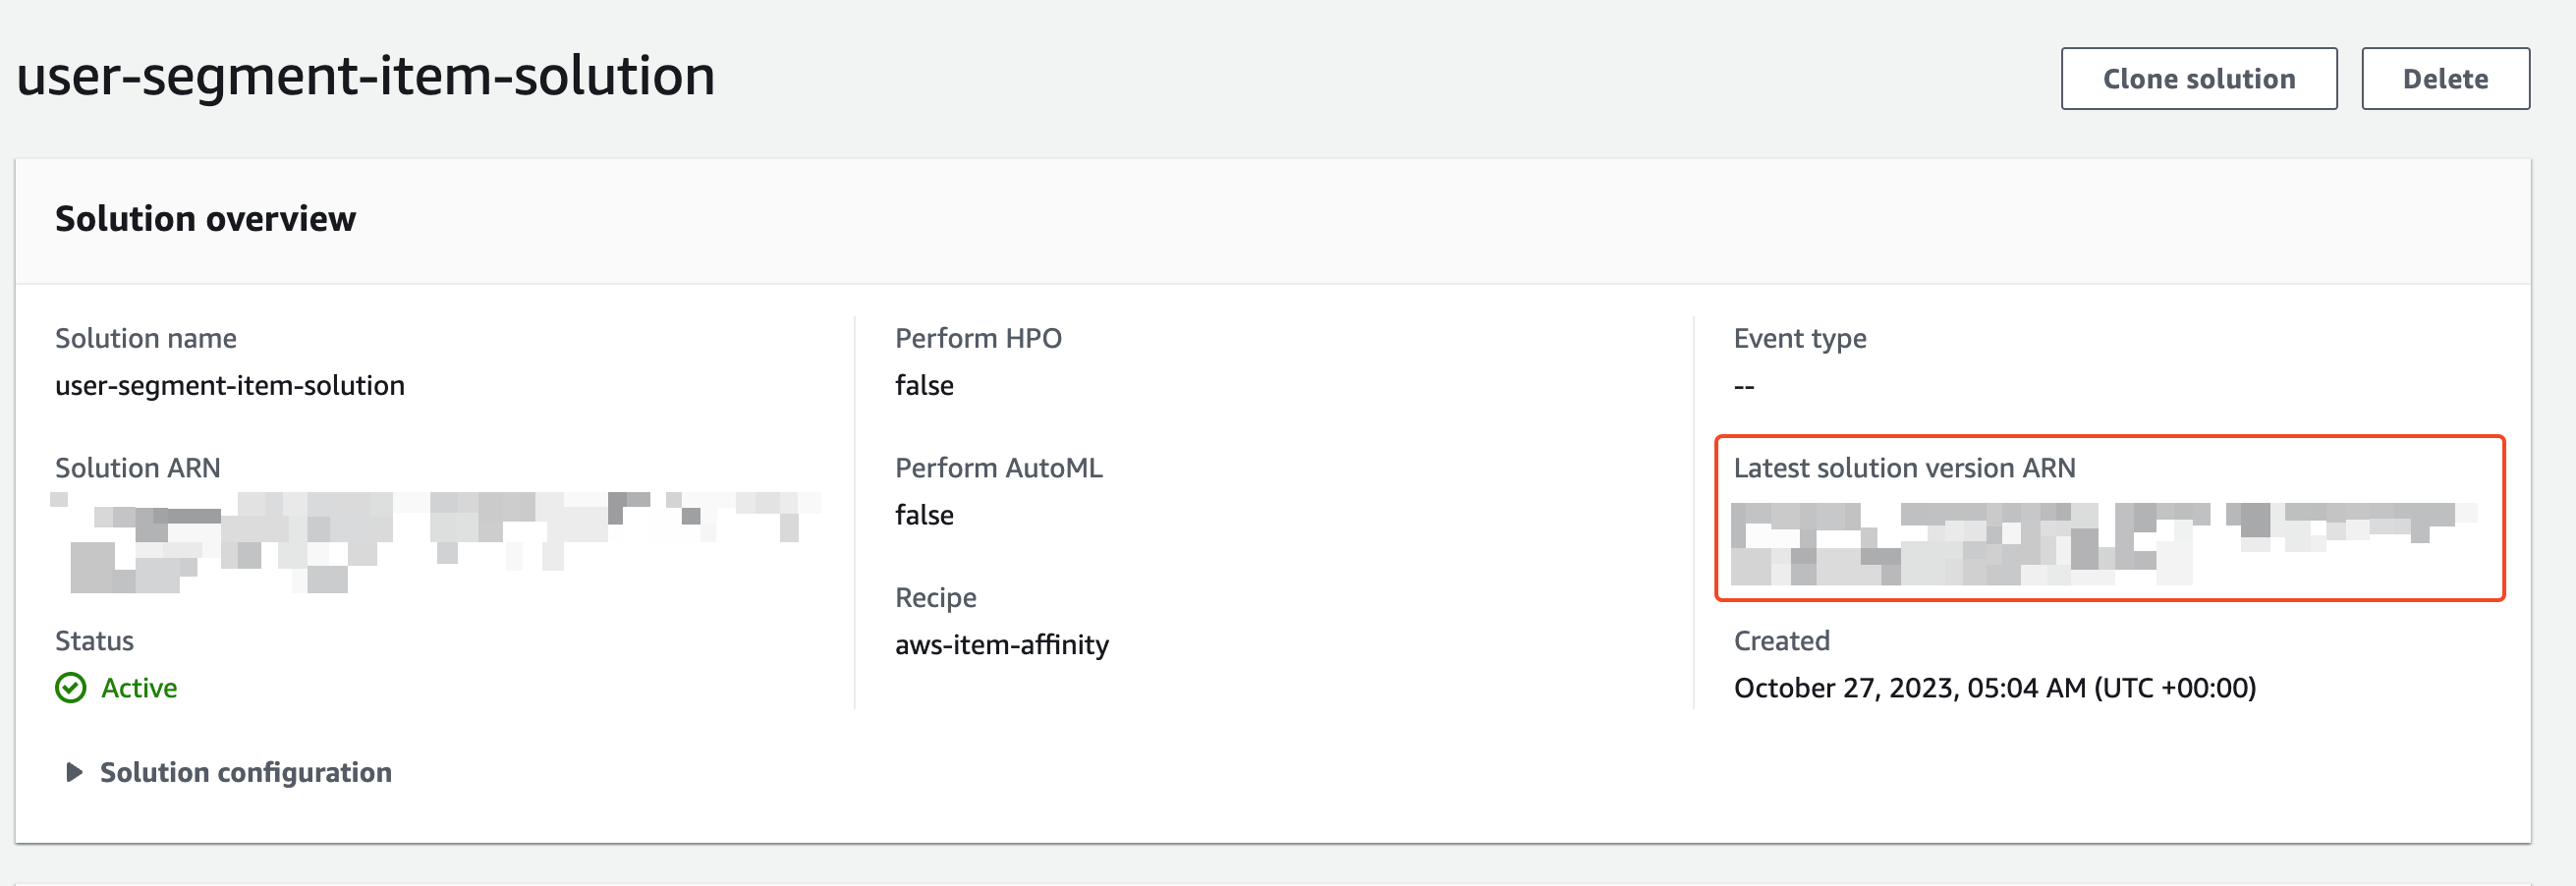 user-segment-item-solution
Clone solution
Delete
Solution overview
Solution name
user-segment-item-solution
Solution ARN
Status
Active
Perform HPO
false
Perform AutoML
false
Recipe
aws-item-affinity
Event type
--
Latest solution version ARN
Created
October 27, 2023, 05:04 AM (UTC +00:00)
Solution configuration